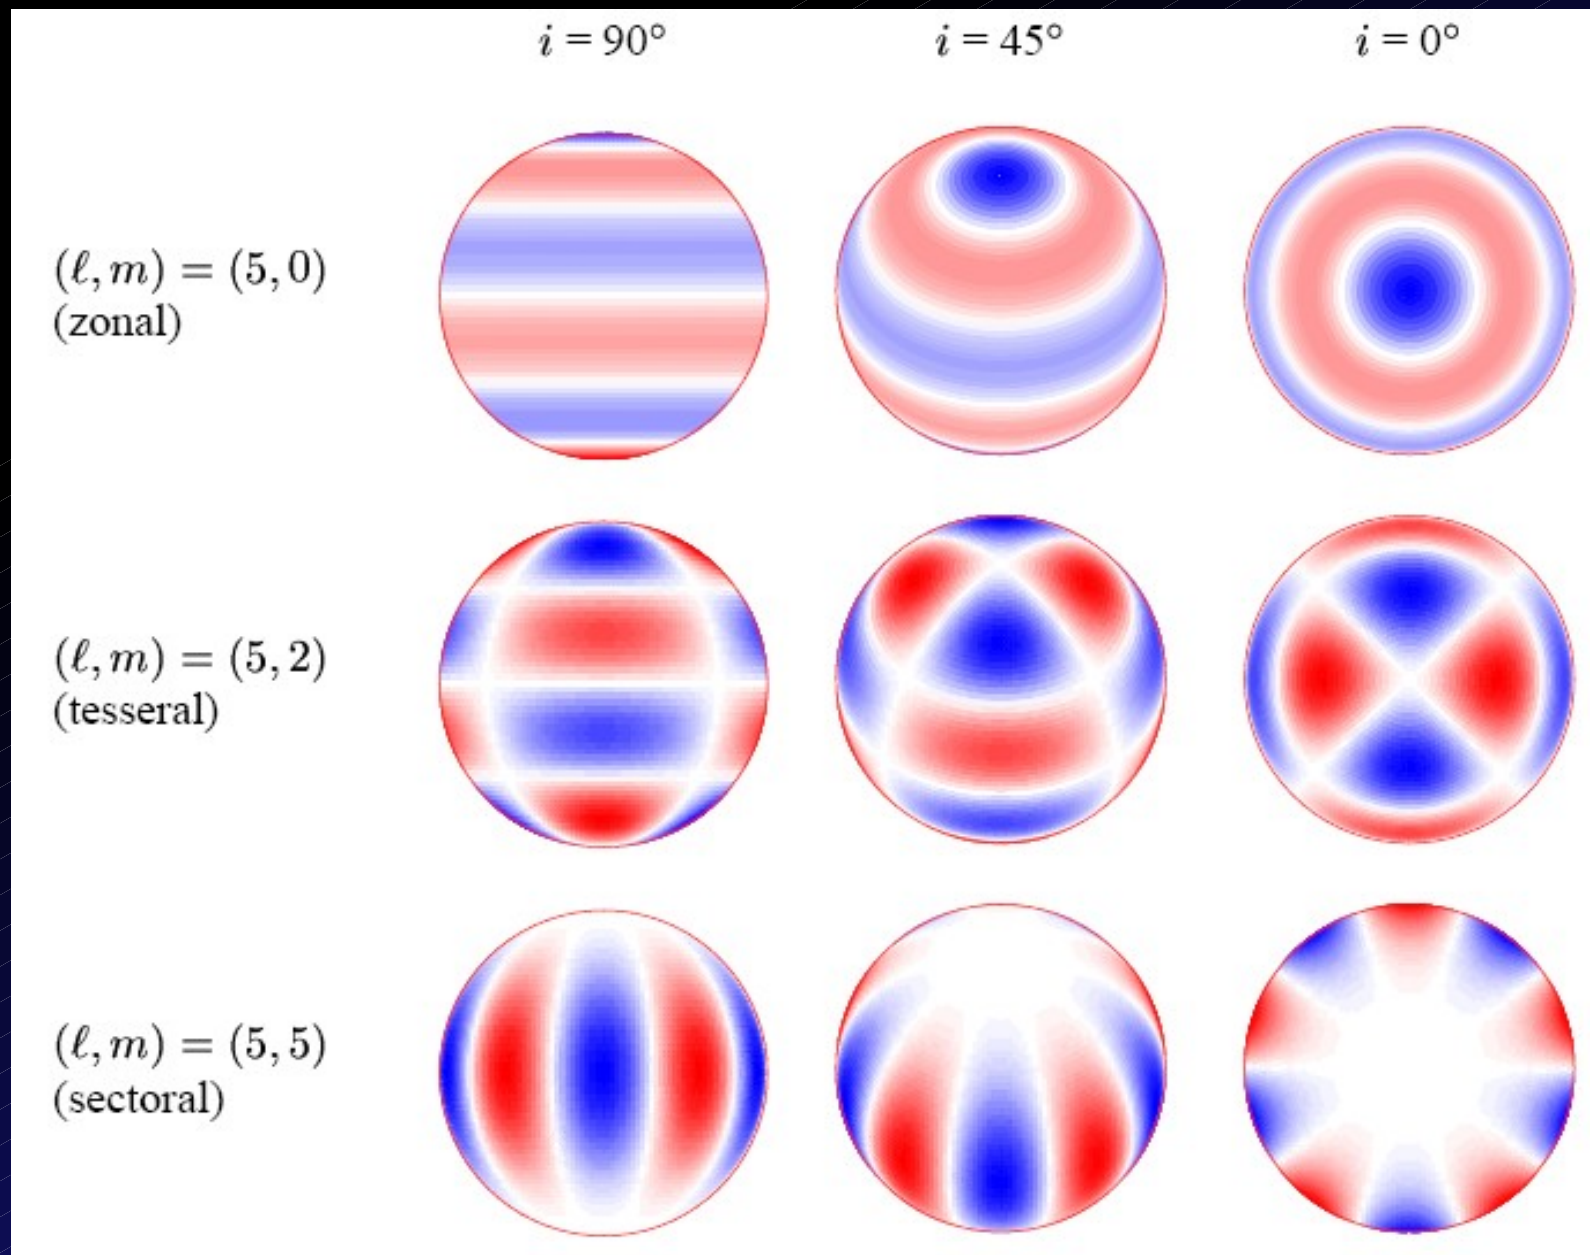 i = 90°
i = 45°
i = 0°
(ℓ, m) = (5, 0)
(zonal)
(ℓ, m) = (5, 2)
(tesseral)
(ℓ, m) = (5, 5)
(sectoral)